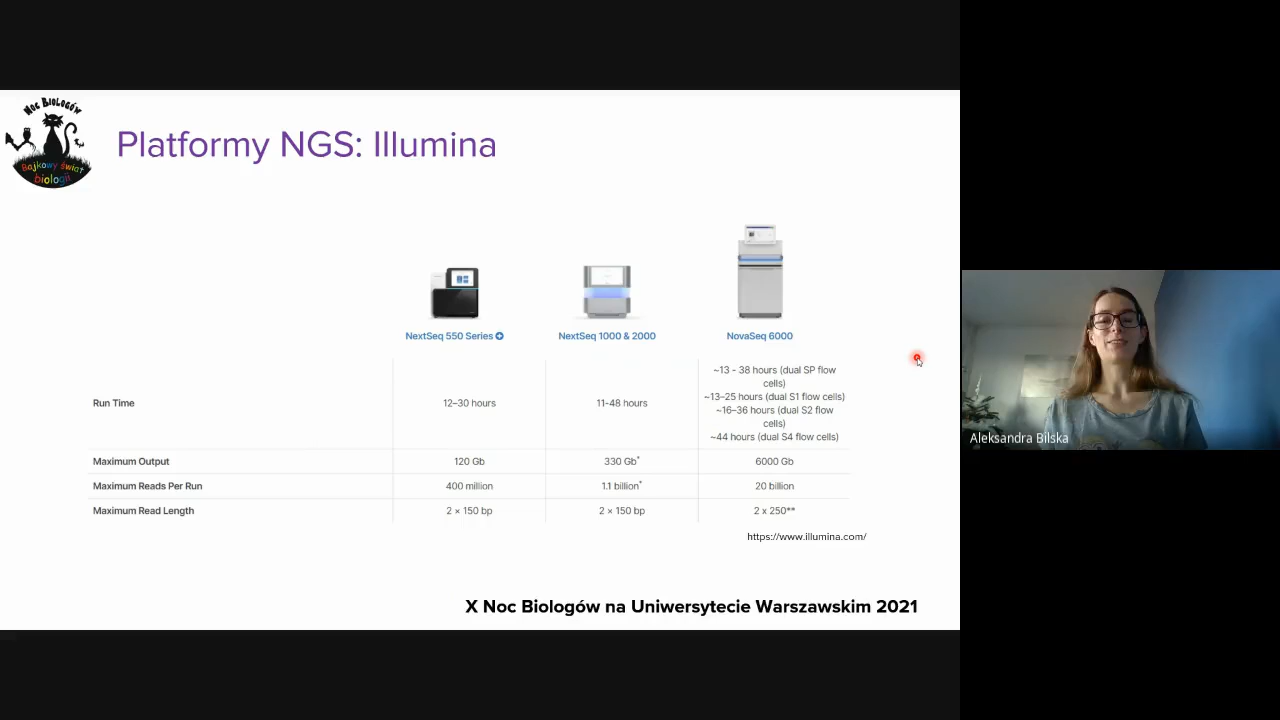 Noc Biologów
Bajkowy świat
biologii
Platformy NGS: Illumina
NextSeq 550 Series
NextSeq 1000 & 2000
NovaSeq 6000
Run Time
12–30 hours
11-48 hours
~13 - 38 hours (dual SP flow
cells)
~13–25 hours (dual S1 flow cells)
~16–36 hours (dual S2 flow
cells)
~44 hours (dual S4 flow cells)
Maximum Output
120 Gb
330 Gb*
6000 Gb
Maximum Reads Per Run
400 million
1.1 billion*
20 billion
Maximum Read Length
2 × 150 bp
2 × 150 bp
2 x 250**
https://www.illumina.com/
X Noc Biologów na Uniwersytecie Warszawskim 2021
Aleksandra Bilska